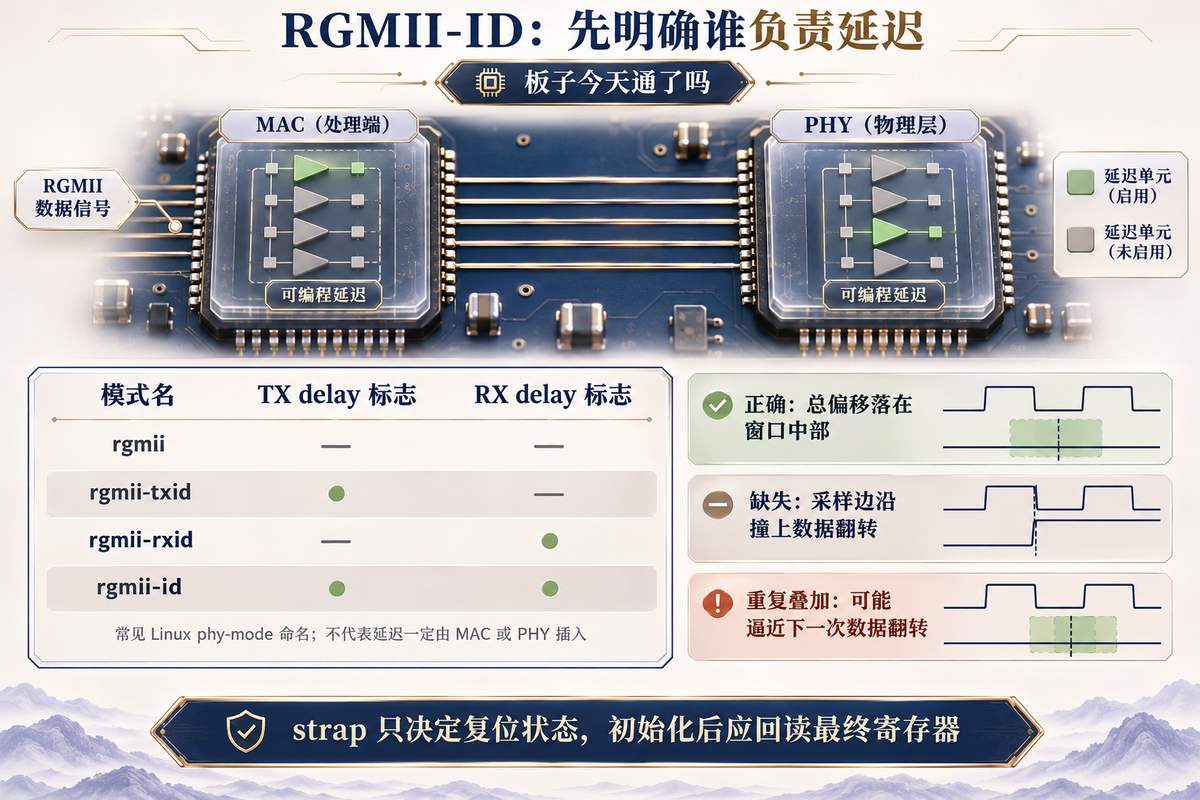 RGMII-ID：先明确谁负责延迟
板子今天通了吗
MAC（处理端）
PHY（物理层）
RGMII
数据信号
可编程延迟
可编程延迟
延迟单元
（启用）
延迟单元
（未启用）
模式名 TX delay 标志 RX delay 标志
rgmii — —
rgmii-txid ● —
rgmii-rxid — ●
rgmii-id ● ●
常见 Linux phy-mode 命名；不代表延迟一定由 MAC 或 PHY 插入
正确：总偏移落在
窗口中部
缺失：采样边沿
撞上数据翻转
重复叠加：可能
逼近下一次数据翻转
strap 只决定复位状态，初始化后应回读最终寄存器